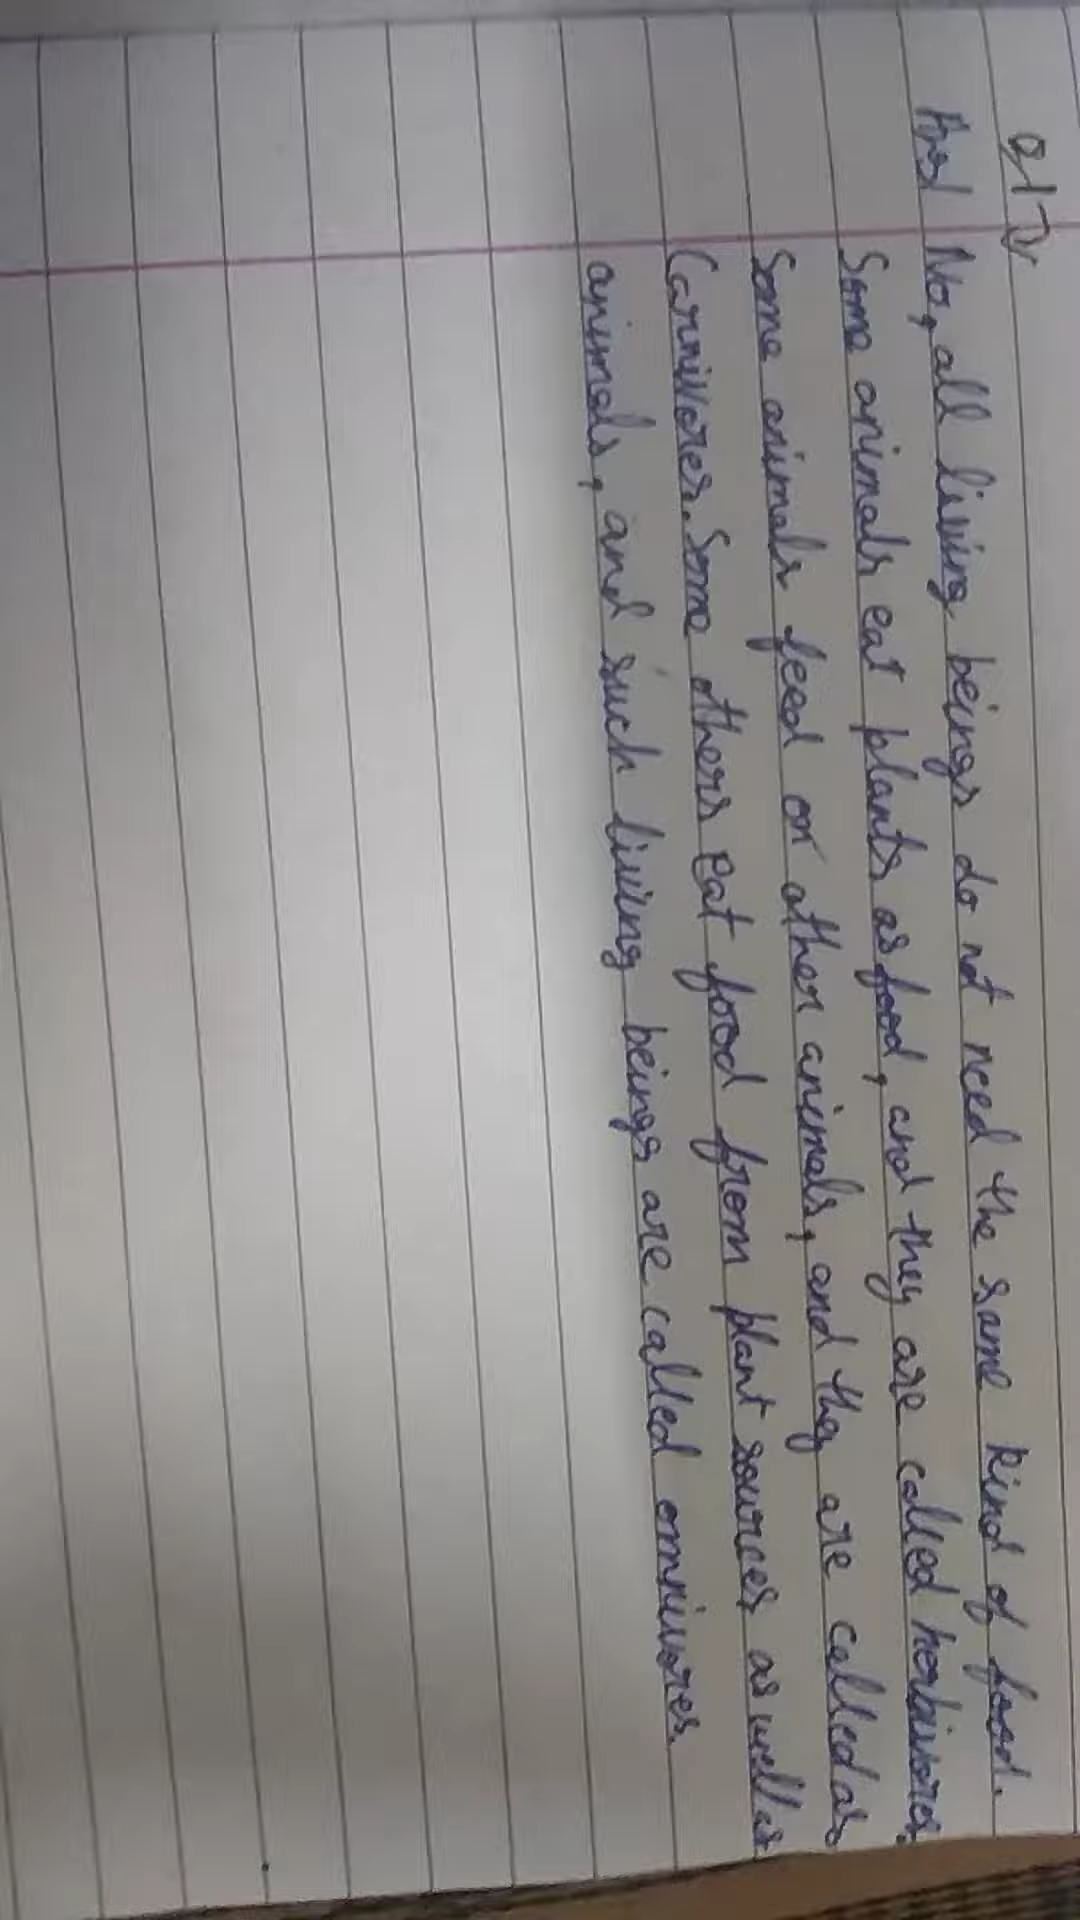 Q1-
Ans No, all living beings do not need the same kind of food.
Some animals eat plants as food, and they are called herbivores.
Some animals feed on other animals, and they are called as
Carnivores. Some others eat food from plant sources as well as
animals, and such living beings are called omnivores.